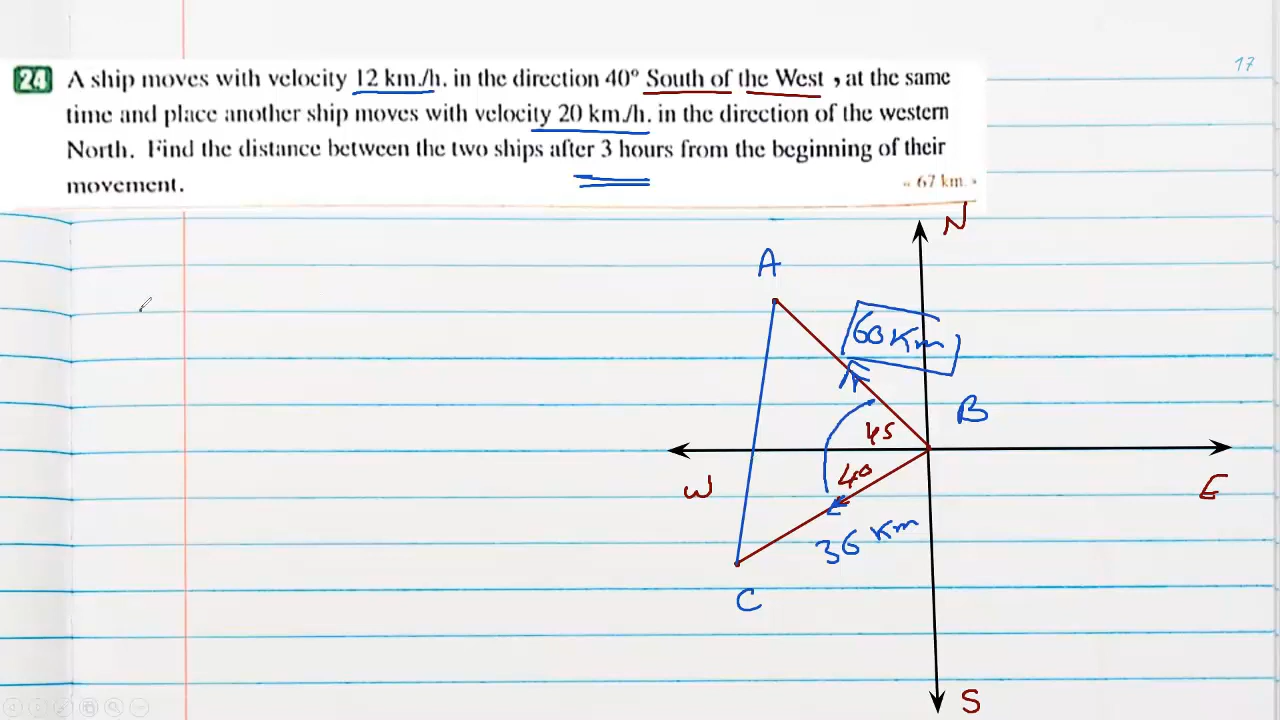 17
24 A ship moves with velocity 12 km./h. in the direction 40° South of the West , at the same
time and place another ship moves with velocity 20 km./h. in the direction of the western
North. Find the distance between the two ships after 3 hours from the beginning of their
movement.
« 67 km. »
N
A
60 Km
B
45
40
W
E
36 Km
C
S